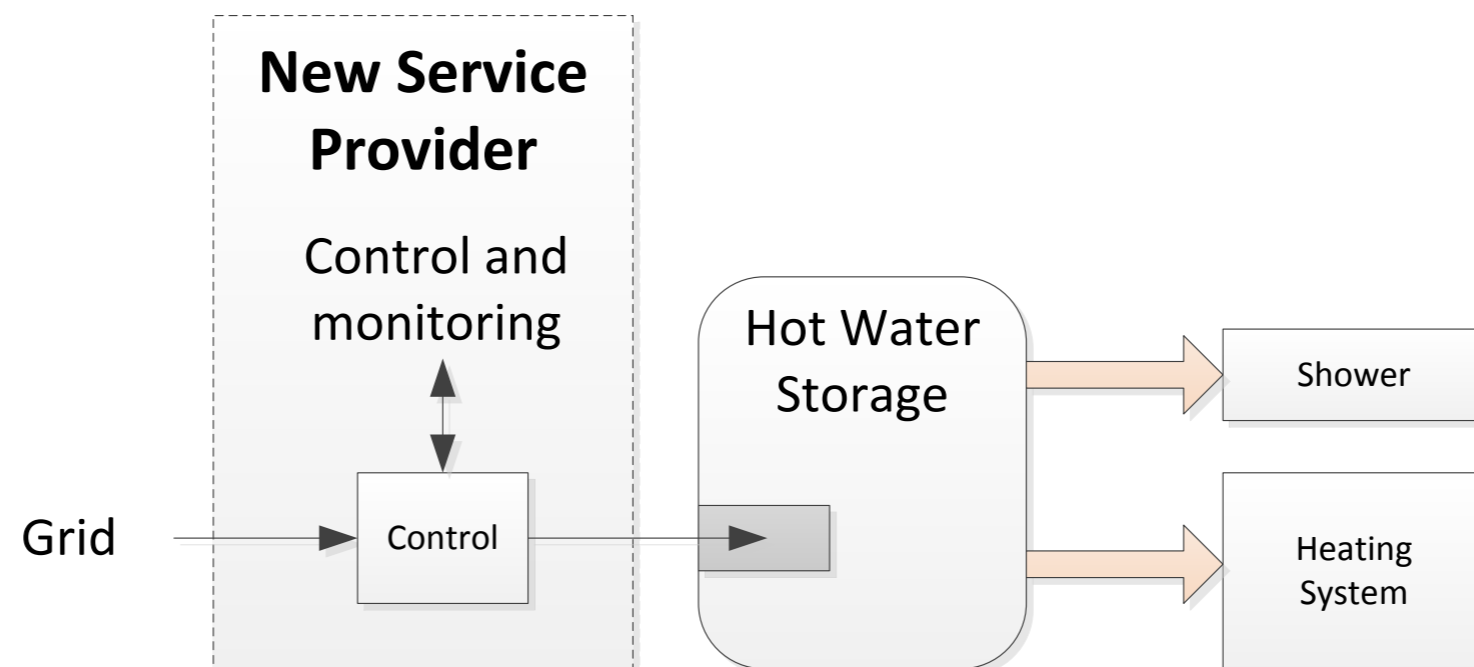 New Service
Provider
Control and
monitoring
Hot Water
Storage
Shower
Grid
Control
Heating
System